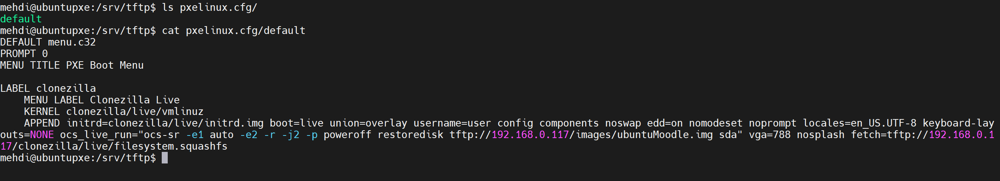 mehdi@ubuntupxe:/srv/tftp$ ls pxelinux.cfg/
default
mehdi@ubuntupxe:/srv/tftp$ cat pxelinux.cfg/default
DEFAULT menu.c32
PROMPT 0
MENU TITLE PXE Boot Menu
LABEL clonezilla
    MENU LABEL Clonezilla Live
    KERNEL clonezilla/live/vmlinuz
    APPEND initrd=clonezilla/live/initrd.img boot=live union=overlay username=user config components noswap edd=on nomodeset noprompt locales=en_US.UTF-8 keyboard-lay
outs=NONE ocs_live_run="ocs-sr -e1 auto -e2 -r -j2 -p poweroff restoredisk tftp://192.168.0.117/images/ubuntuMoodle.img sda" vga=788 nosplash fetch=tftp://192.168.0.1
17/clonezilla/live/filesystem.squashfs
mehdi@ubuntupxe:/srv/tftp$